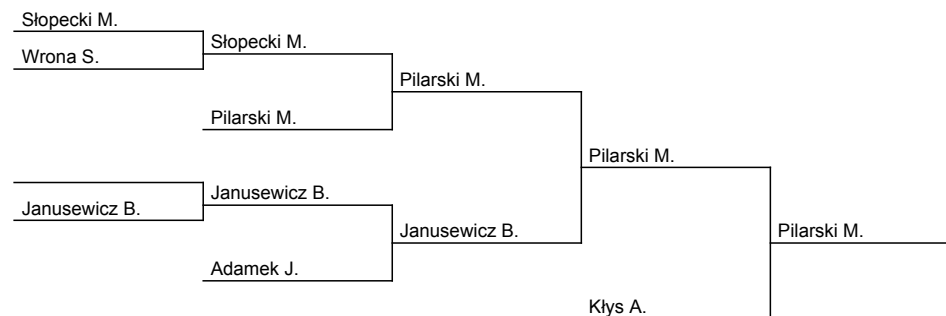 Słopecki M.
Wrona S.
Słopecki M.
Pilarski M.
Pilarski M.
Janusewicz B.
Janusewicz B.
Adamek J.
Janusewicz B.
Pilarski M.
Kłys A.
Pilarski M.